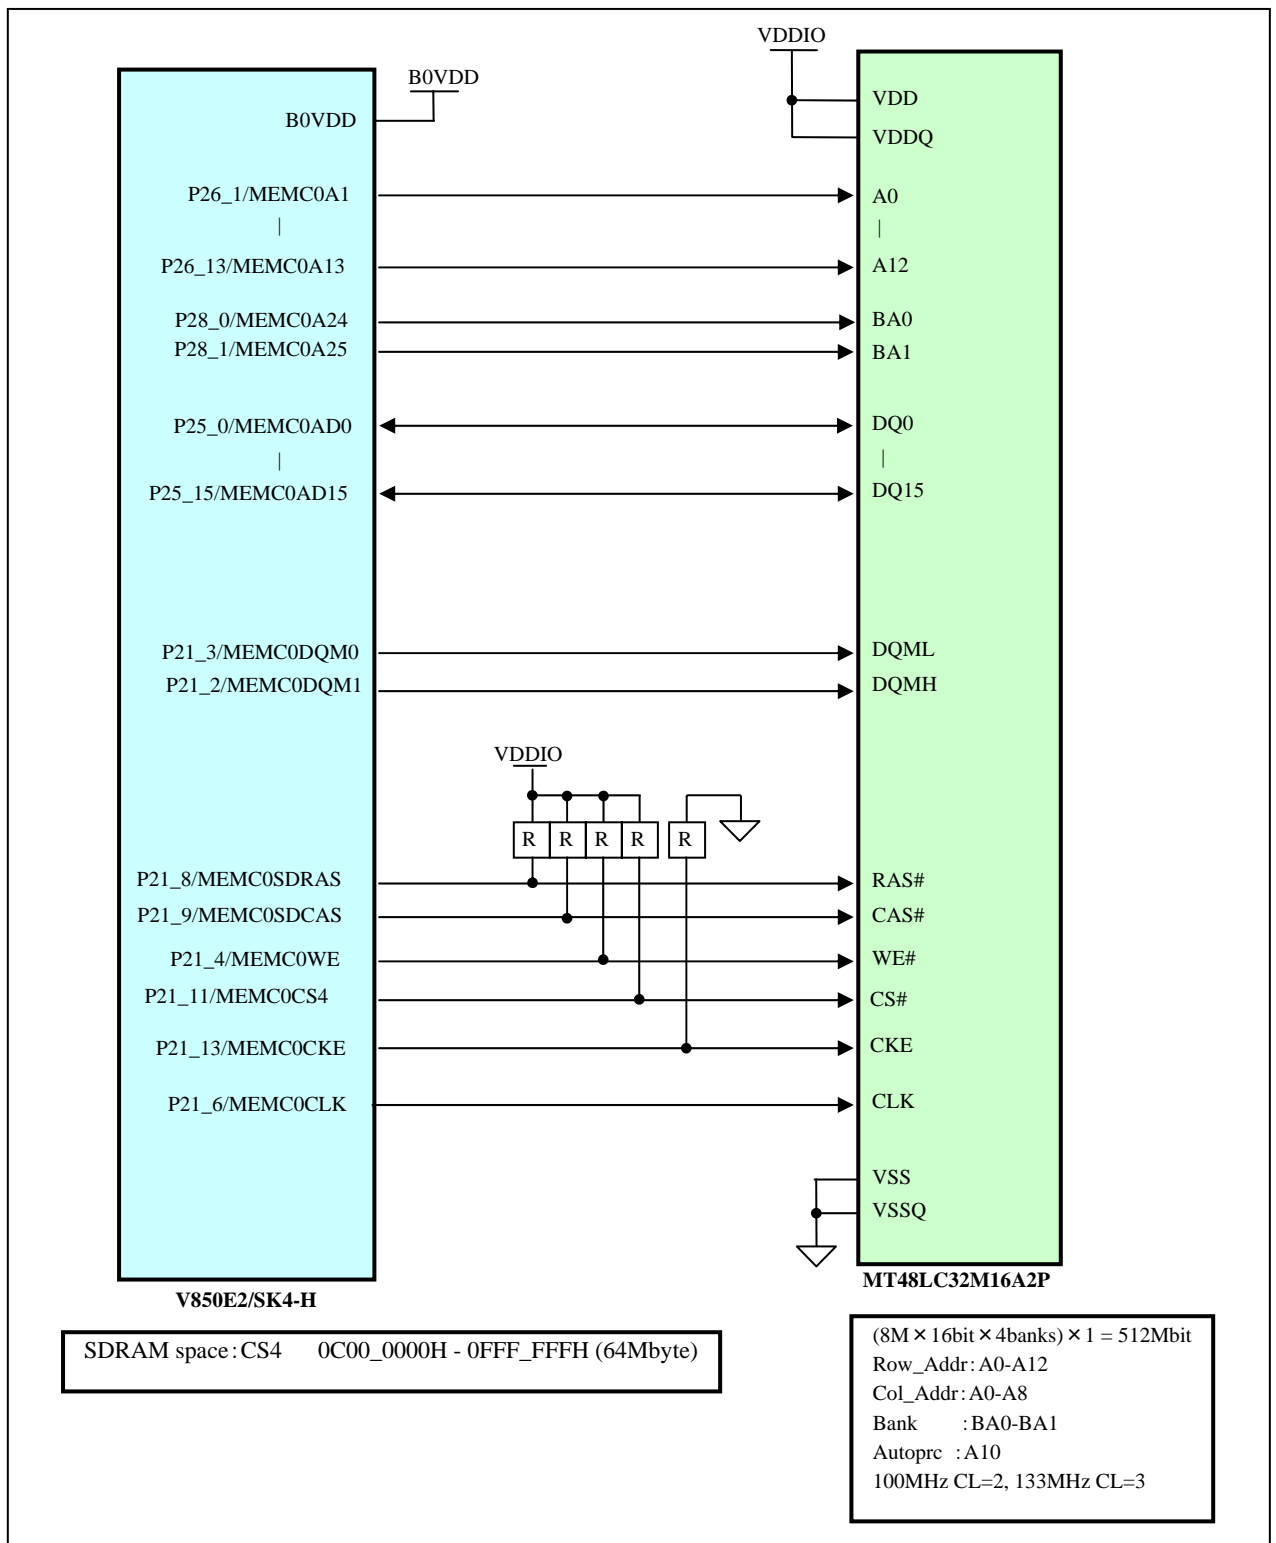 VDDIO
B0VDD
B0VDD
P26_1/MEMC0A1
|
P26_13/MEMC0A13
P28_0/MEMC0A24
P28_1/MEMC0A25
P25_0/MEMC0AD0
|
P25_15/MEMC0AD15
P21_3/MEMC0DQM0
P21_2/MEMC0DQM1
VDDIO
R R R R R
P21_8/MEMC0SDRAS
P21_9/MEMC0SDCAS
P21_4/MEMC0WE
P21_11/MEMC0CS4
P21_13/MEMC0CKE
P21_6/MEMC0CLK
V850E2/SK4-H
VDD
VDDQ
A0
|
A12
BA0
BA1
DQ0
|
DQ15
DQML
DQMH
RAS#
CAS#
WE#
CS#
CKE
CLK
VSS
VSSQ
MT48LC32M16A2P
SDRAM space:CS4 0C00_0000H - 0FFF_FFFH (64Mbyte)
(8M×16bit×4banks)×1 = 512Mbit
Row_Addr:A0-A12
Col_Addr:A0-A8
Bank :BA0-BA1
Autoprc :A10
100MHz CL=2, 133MHz CL=3